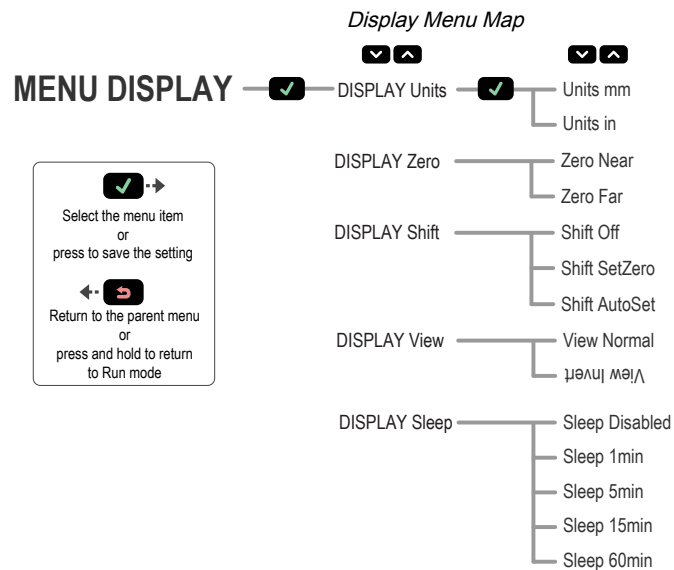 Display Menu Map
MENU DISPLAY
DISPLAY Units
Units mm
Units in
DISPLAY Zero
Zero Near
Zero Far
DISPLAY Shift
Shift Off
Shift SetZero
Shift AutoSet
DISPLAY View
View Normal
View Invert
DISPLAY Sleep
Sleep Disabled
Sleep 1min
Sleep 5min
Sleep 15min
Sleep 60min
Select the menu item
or
press to save the setting
Return to the parent menu
or
press and hold to return
to Run mode